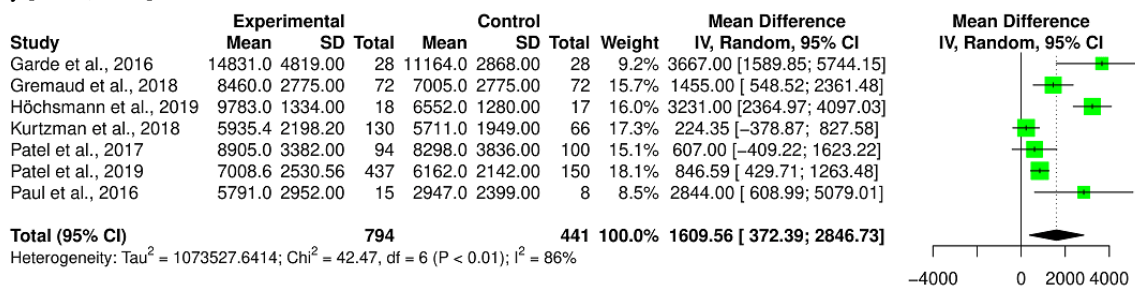 Experimental Control Mean Difference Mean Difference
Study Mean SD Total Mean SD Total Weight IV, Random, 95% CI IV, Random, 95% CI
Garde et al., 2016 14831.0 4819.00 28 11164.0 2868.00 28 9.2% 3667.00 [1589.85; 5744.15]
Gremaud et al., 2018 8460.0 2775.00 72 7005.0 2775.00 72 15.7% 1455.00 [ 548.52; 2361.48]
Höchsmann et al., 2019 9783.0 1334.00 18 6552.0 1280.00 17 16.0% 3231.00 [2364.97; 4097.03]
Kurtzman et al., 2018 5935.4 2198.20 130 5711.0 1949.00 66 17.3% 224.35 [−378.87; 827.58]
Patel et al., 2017 8905.0 3382.00 94 8298.0 3836.00 100 15.1% 607.00 [−409.22; 1623.22]
Patel et al., 2019 7008.6 2530.56 437 6162.0 2142.00 150 18.1% 846.59 [ 429.71; 1263.48]
Paul et al., 2016 5791.0 2952.00 15 2947.0 2399.00 8 8.5% 2844.00 [ 608.99; 5079.01]
Total (95% CI) 794 441 100.0% 1609.56 [ 372.39; 2846.73]
Heterogeneity: Tau² = 1073527.6414; Chi² = 42.47, df = 6 (P < 0.01); I² = 86%
−4000 0 2000 4000